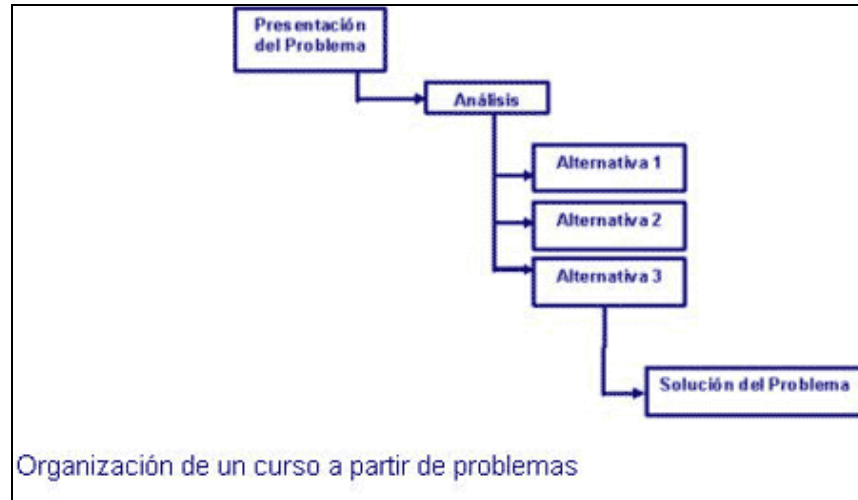 Presentación
del Problema
Análisis
Alternativa 1
Alternativa 2
Alternativa 3
Solución del Problema
Organización de un curso a partir de problemas